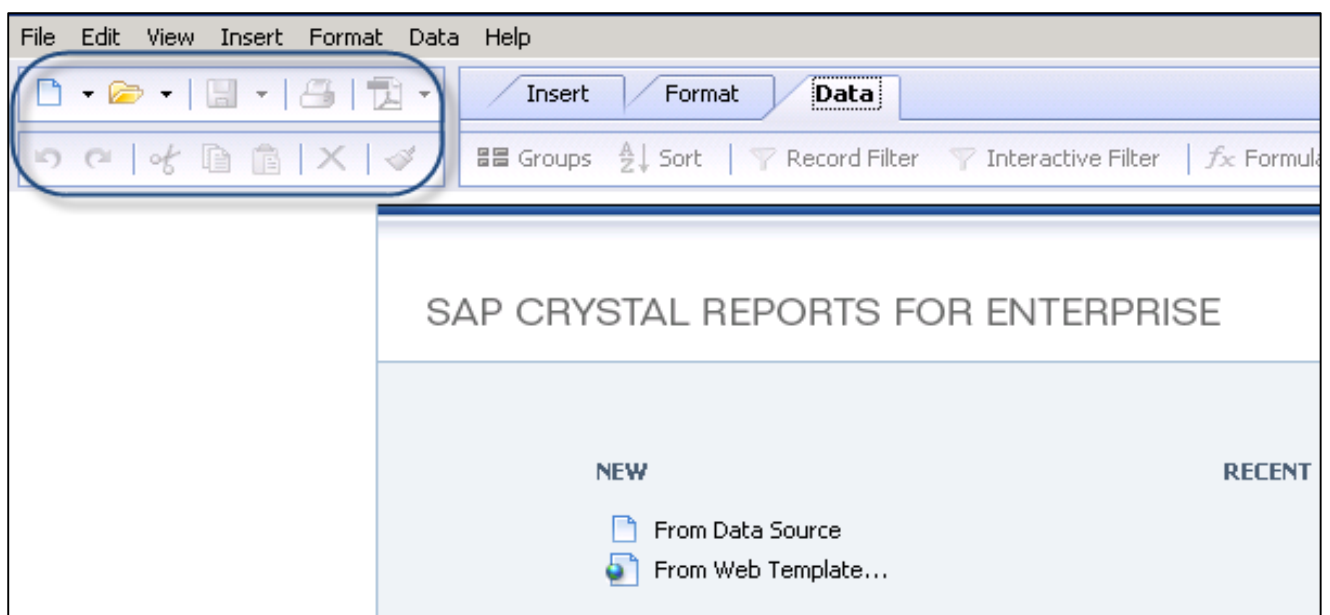 File Edit View Insert Format Data Help
Insert Format Data
Groups Sort Record Filter Interactive Filter fx Formula
SAP CRYSTAL REPORTS FOR ENTERPRISE
NEW RECENT
From Data Source
From Web Template...